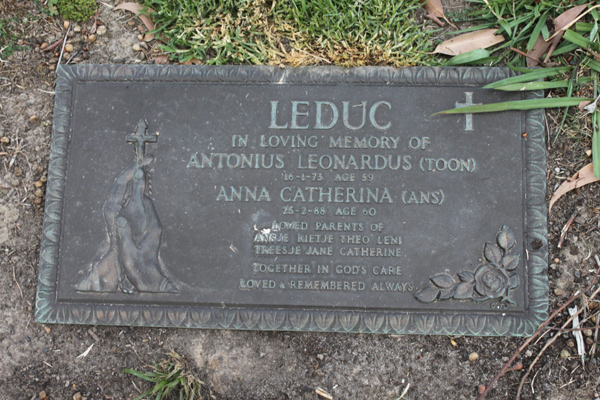 LEDUC
IN LOVING MEMORY OF
ANTONIUS LEONARDUS (TOON)
16-1-73 AGE 59
ANNA CATHERINA (ANS)
25-2-88 AGE 60
LOVED PARENTS OF
RIETJE THEO LENI
TREESJE JANE CATHERINE
TOGETHER IN GOD'S CARE
LOVED & REMEMBERED ALWAYS